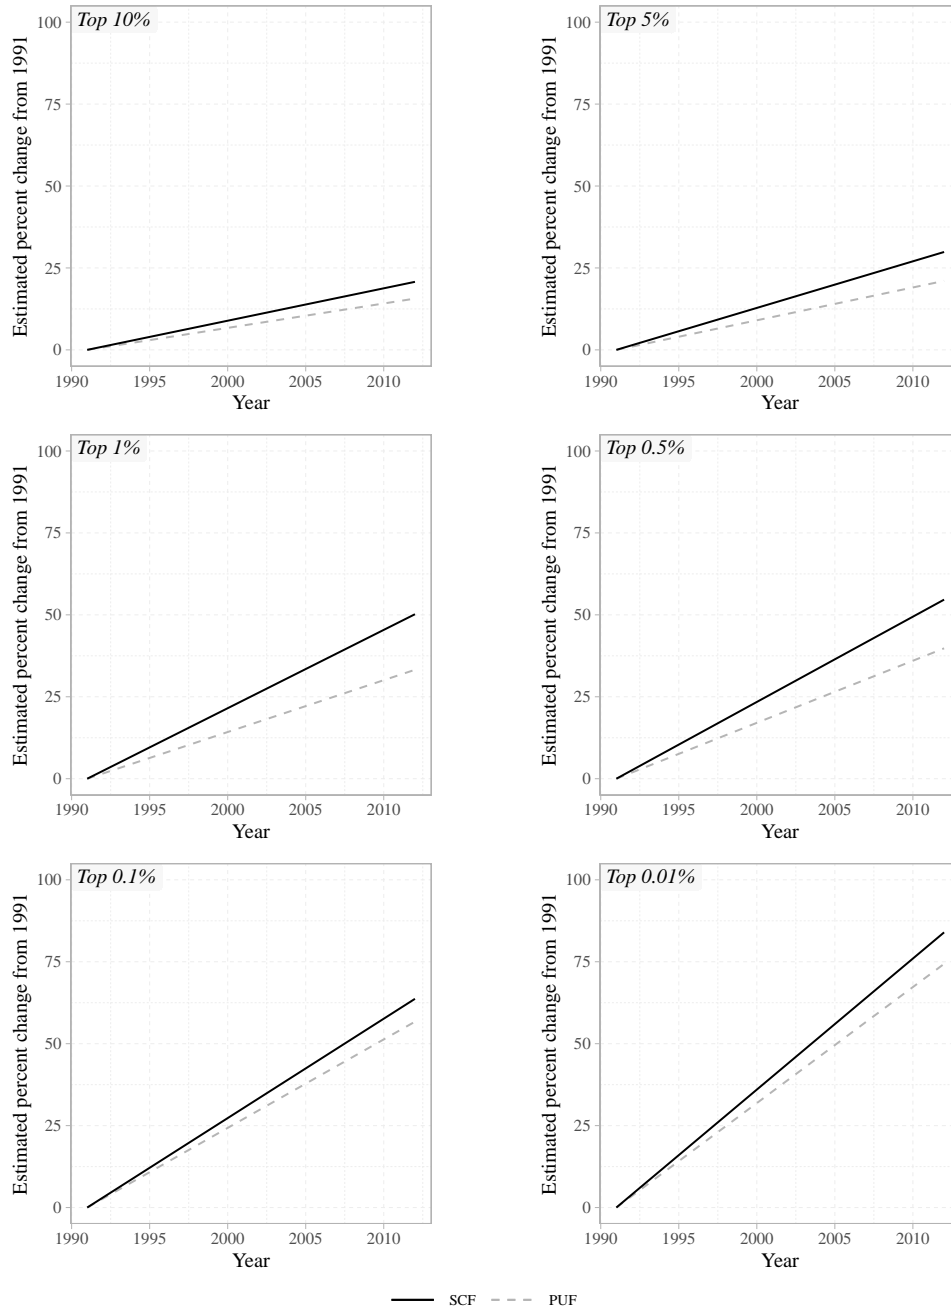 Top 10%
Estimated percent change from 1991
100
75
50
25
0
1990 1995 2000 2005 2010
Year
Top 5%
Estimated percent change from 1991
100
75
50
25
0
1990 1995 2000 2005 2010
Year
Top 1%
Estimated percent change from 1991
100
75
50
25
0
1990 1995 2000 2005 2010
Year
Top 0.5%
Estimated percent change from 1991
100
75
50
25
0
1990 1995 2000 2005 2010
Year
Top 0.1%
Estimated percent change from 1991
100
75
50
25
0
1990 1995 2000 2005 2010
Year
Top 0.01%
Estimated percent change from 1991
100
75
50
25
0
1990 1995 2000 2005 2010
Year
SCF PUF